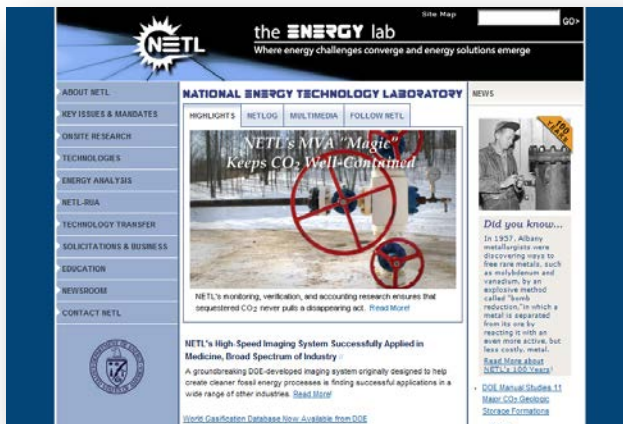 Site Map
GO>
NETL
the ENERGY lab
Where energy challenges converge and energy solutions emerge
ABOUT NETL
KEY ISSUES & MANDATES
ONSITE RESEARCH
TECHNOLOGIES
ENERGY ANALYSIS
NETL-RUA
TECHNOLOGY TRANSFER
SOLICITATIONS & BUSINESS
EDUCATION
NEWSROOM
CONTACT NETL
NATIONAL ENERGY TECHNOLOGY LABORATORY
HIGHLIGHTS NETLOG MULTIMEDIA FOLLOW NETL
NETL's MVA "Magic"
Keeps CO2 Well-Contained
NETL's monitoring, verification, and accounting research ensures that
sequestered CO2 never pulls a disappearing act. Read More!
NETL's High-Speed Imaging System Successfully Applied in
Medicine, Broad Spectrum of Industry
A groundbreaking DOE-developed imaging system originally designed to help
create cleaner fossil energy processes is finding successful applications in a
wide range of other industries. Read More!
World Gasification Database Now Available from DOE
NEWS
100
YEARS
Did you know...
In 1957, Albany
metallurgists were
discovering ways to
free rare metals, such
as molybdenum and
vanadium, by an
explosive method
called "bomb
reduction," in which a
metal is separated
from its ore by
reacting it with an
even more active, but
less costly, metal.
Read More about
NETL's 100 Years!
DOE Manual Studies 11
Major CO2 Geologic
Storage Formations